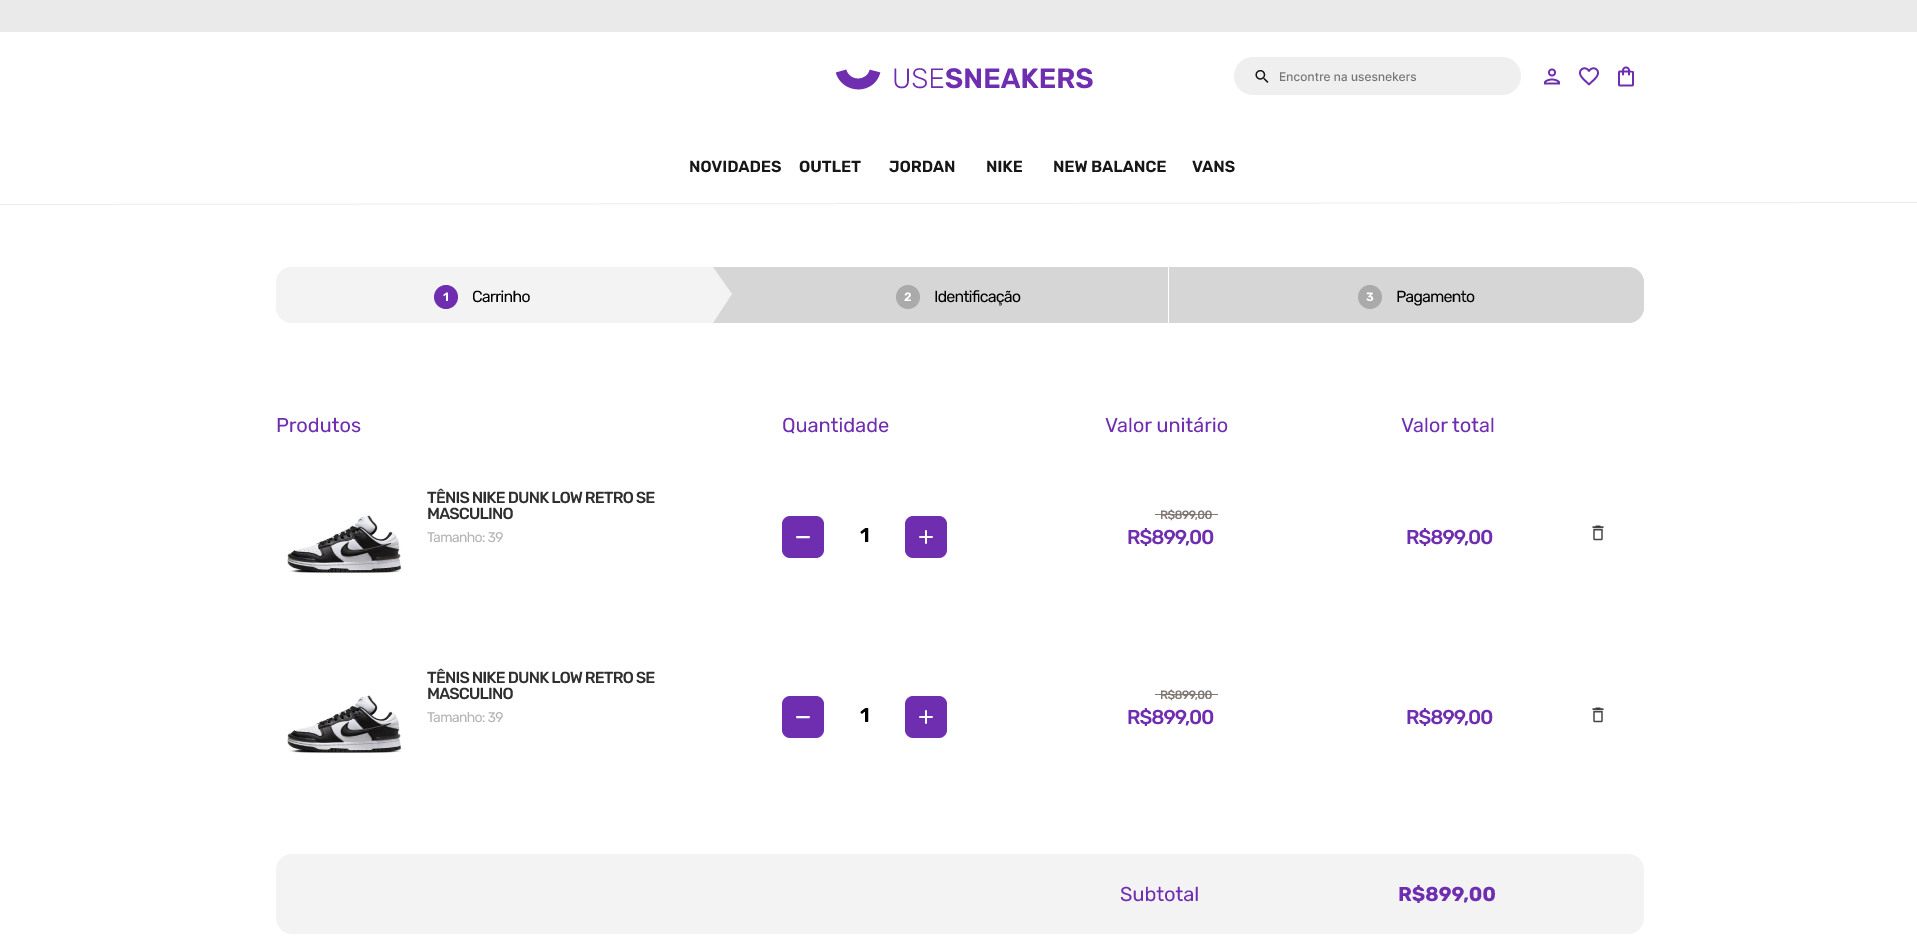 USESNEAKERS
Encontre na usesnekers
NOVIDADES OUTLET JORDAN NIKE NEW BALANCE VANS
1 Carrinho 2 Identificação 3 Pagamento
Produtos Quantidade Valor unitário Valor total
TÊNIS NIKE DUNK LOW RETRO SE
MASCULINO
Tamanho: 39
1
R$899,00
R$899,00 R$899,00
TÊNIS NIKE DUNK LOW RETRO SE
MASCULINO
Tamanho: 39
1
R$899,00
R$899,00 R$899,00
Subtotal R$899,00